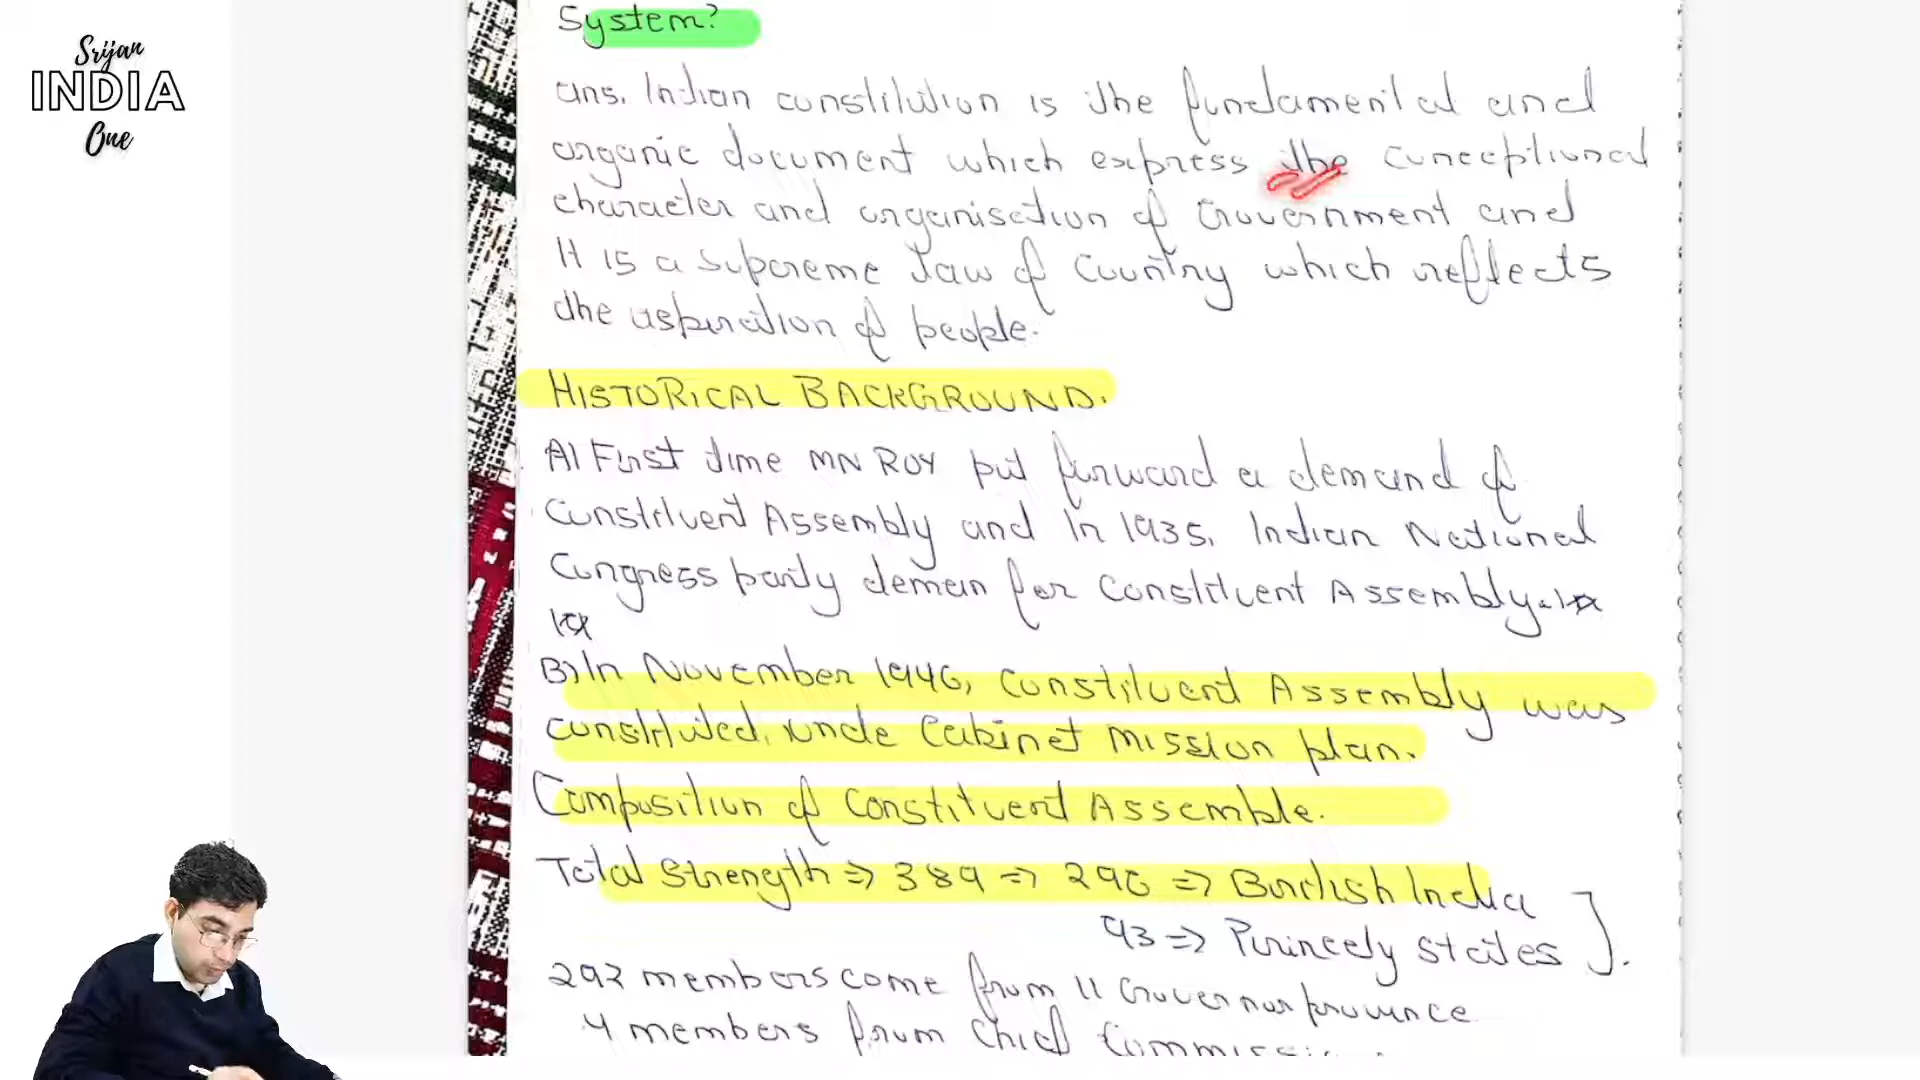 Srijan
INDIA
One
System?
ans. Indian constitution is the fundamental and
organic document which express the conceptional
character and organisation of Government and
It is a supreme law of Country which reflects
the aspiration of people.
HISTORICAL BACKGROUND.
A) First time MN ROY put forward a demand of
Constituent Assembly and In 1935, Indian National
Congress party deman for Constituent Assembly.
B) In November 1946, Constituent Assembly was
constituted, unde Cabinet Mission plan.
Composition of Constituent Assemble.
Total Strength ⇒ 389 ⇒ 296 ⇒ British India
93 ⇒ Princely states ].
292 members come from 11 Governor province
4 members from Chief Commissi